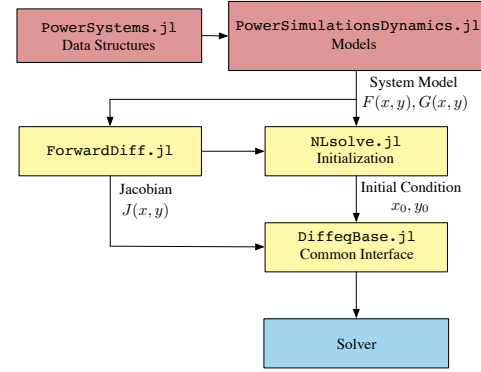 PowerSystems.jl
Data Structures
PowerSimulationsDynamics.jl
Models
System Model
F(x, y), G(x, y)
ForwardDiff.jl
NLsolve.jl
Initialization
Jacobian
J(x, y)
Initial Condition
x₀, y₀
DiffeqBase.jl
Common Interface
Solver